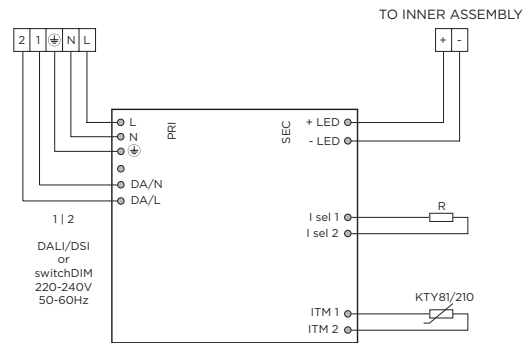 TO INNER ASSEMBLY
2 1 N L
+ -
L
N
DA/N
DA/L
PRI
SEC
+ LED
- LED
I sel 1
I sel 2
R
ITM 1
ITM 2
KTY81/210
1 | 2
DALI/DSI
or
switchDIM
220-240V
50-60Hz